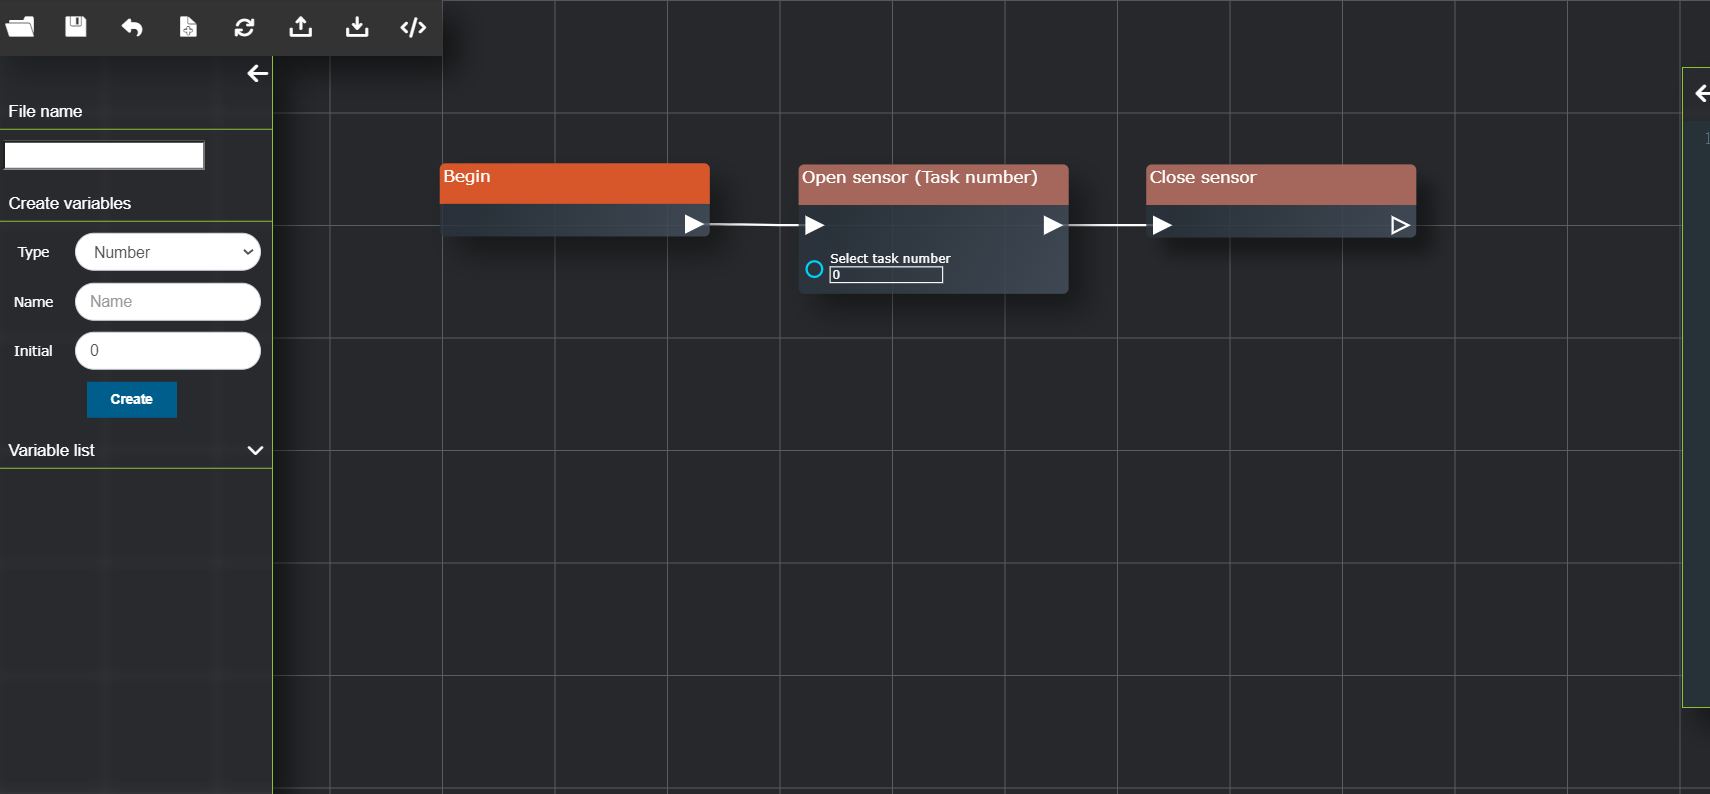 File name
Create variables
Type
Number
Name
Name
Initial
0
Create
Variable list
Begin
Open sensor (Task number)
Select task number
0
Close sensor
1